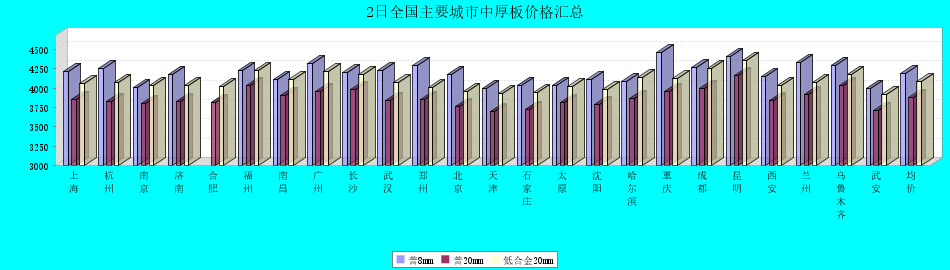 2日全国主要城市中厚板价格汇总
4500
4250
4000
3750
3500
3250
3000
上海
杭州
南京
济南
合肥
福州
南昌
广州
长沙
武汉
郑州
北京
天津
石家庄
太原
沈阳
哈尔滨
重庆
成都
昆明
西安
兰州
乌鲁木齐
武安
均价
普8mm
普20mm
低合金20mm